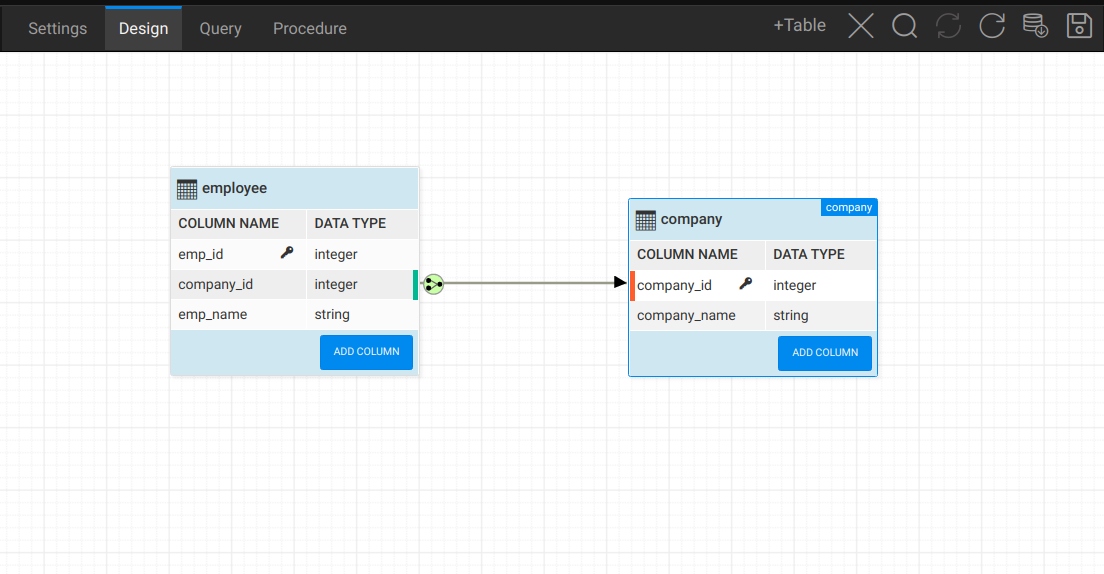 Settings Design Query Procedure +Table
employee
COLUMN NAME DATA TYPE
emp_id integer
company_id integer
emp_name string
ADD COLUMN
company
company
COLUMN NAME DATA TYPE
company_id integer
company_name string
ADD COLUMN